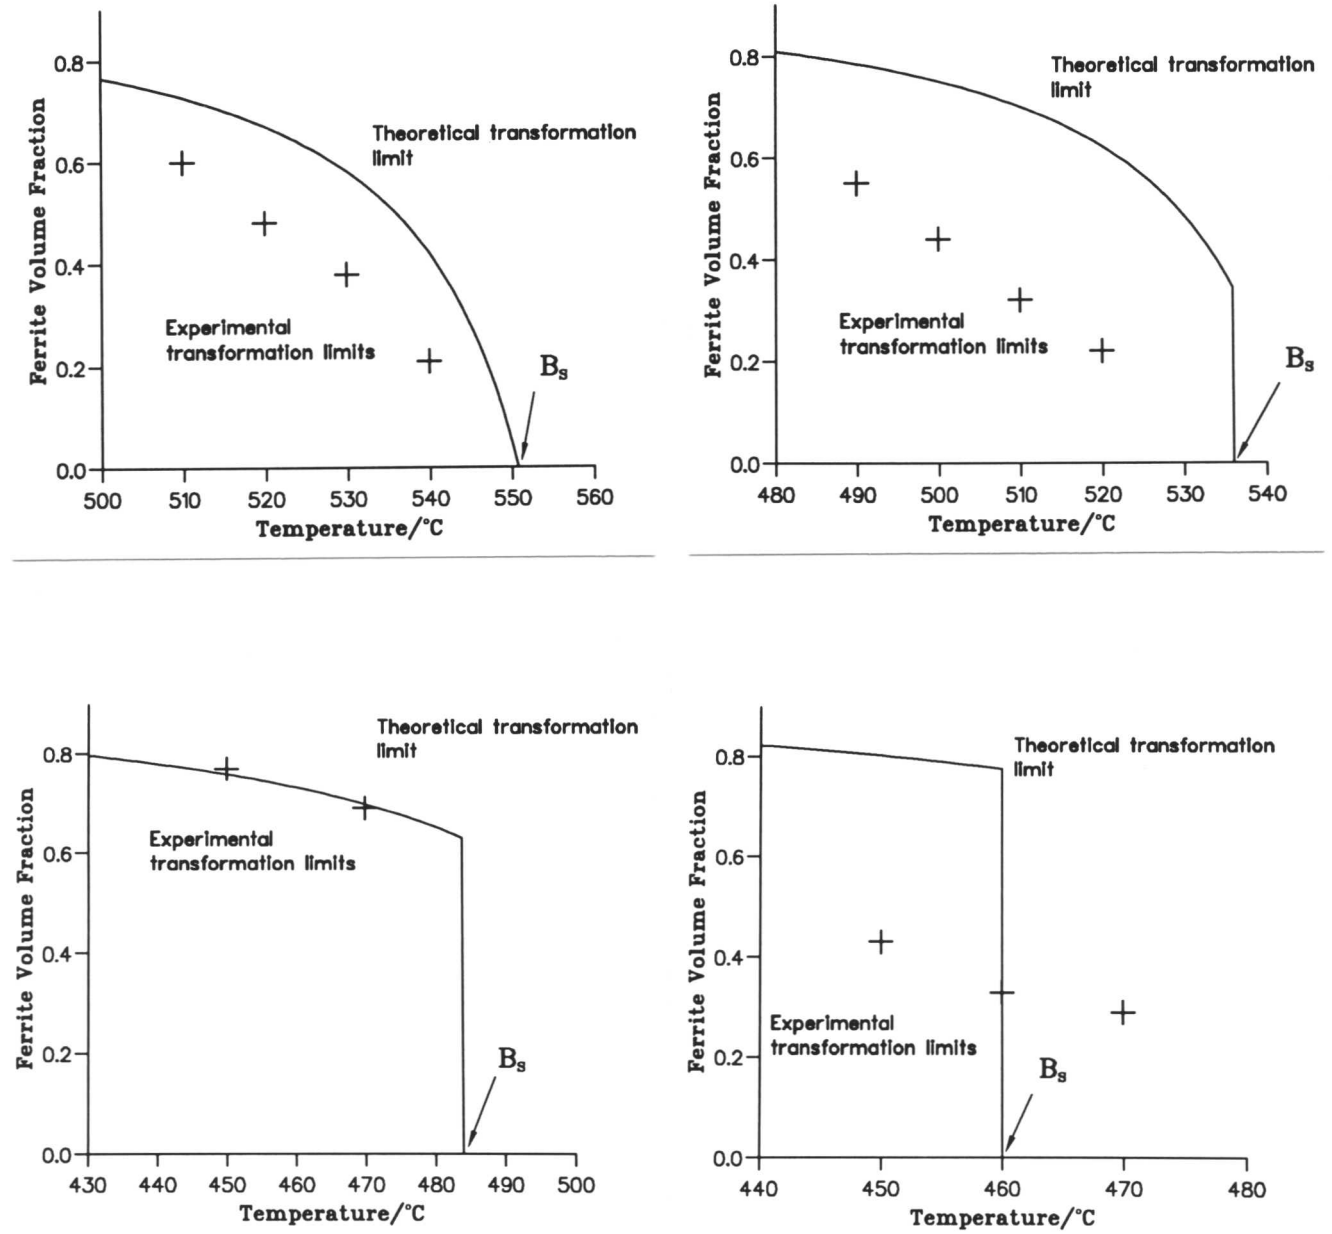 0.8
Theoretical transformation
limit
0.6
0.4
Experimental
transformation limits
0.2
Bs
0.0
500 510 520 530 540 550 560
Temperature/°C
Ferrite Volume Fraction
0.8
Theoretical transformation
limit
0.6
0.4
Experimental
transformation limits
0.2
Bs
0.0
480 490 500 510 520 530 540
Temperature/°C
Ferrite Volume Fraction
Theoretical transformation
limit
0.8
Experimental
transformation limits
0.6
0.4
0.2
Bs
0.0
430 440 450 460 470 480 490 500
Temperature/°C
Ferrite Volume Fraction
Theoretical transformation
limit
0.8
0.6
0.4
Experimental
transformation limits
0.2
Bs
0.0
440 450 460 470 480
Temperature/°C
Ferrite Volume Fraction